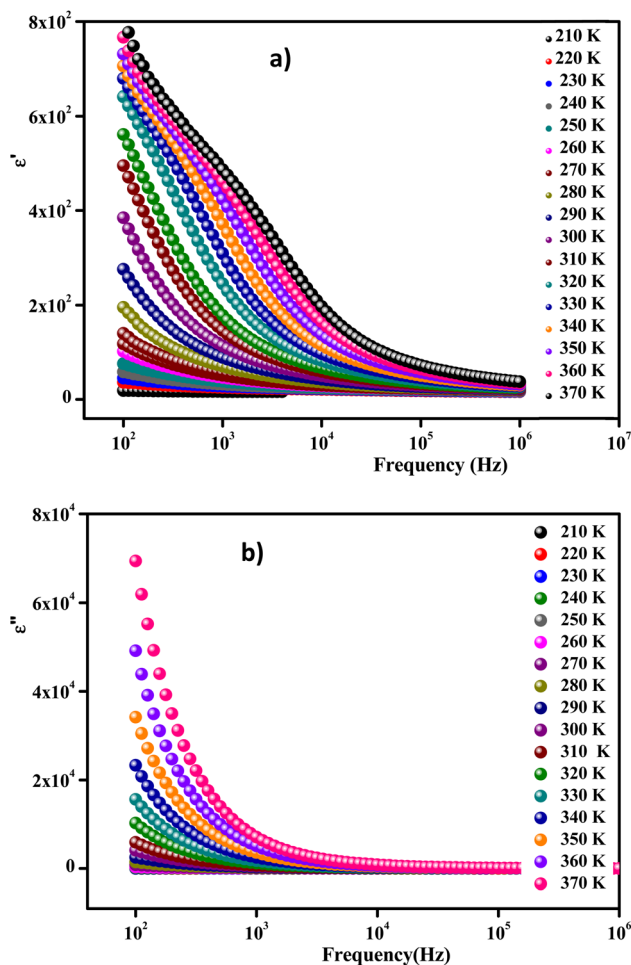 8x10²
6x10²
4x10²
2x10²
0
ε'
a)
210 K
220 K
230 K
240 K
250 K
260 K
270 K
280 K
290 K
300 K
310 K
320 K
330 K
340 K
350 K
360 K
370 K
10² 10³ 10⁴ 10⁵ 10⁶ 10⁷
Frequency (Hz)
8x10⁴
6x10⁴
4x10⁴
2x10⁴
0
ε"
b)
210 K
220 K
230 K
240 K
250 K
260 K
270 K
280 K
290 K
300 K
310 K
320 K
330 K
340 K
350 K
360 K
370 K
10² 10³ 10⁴ 10⁵ 10⁶
Frequency(Hz)